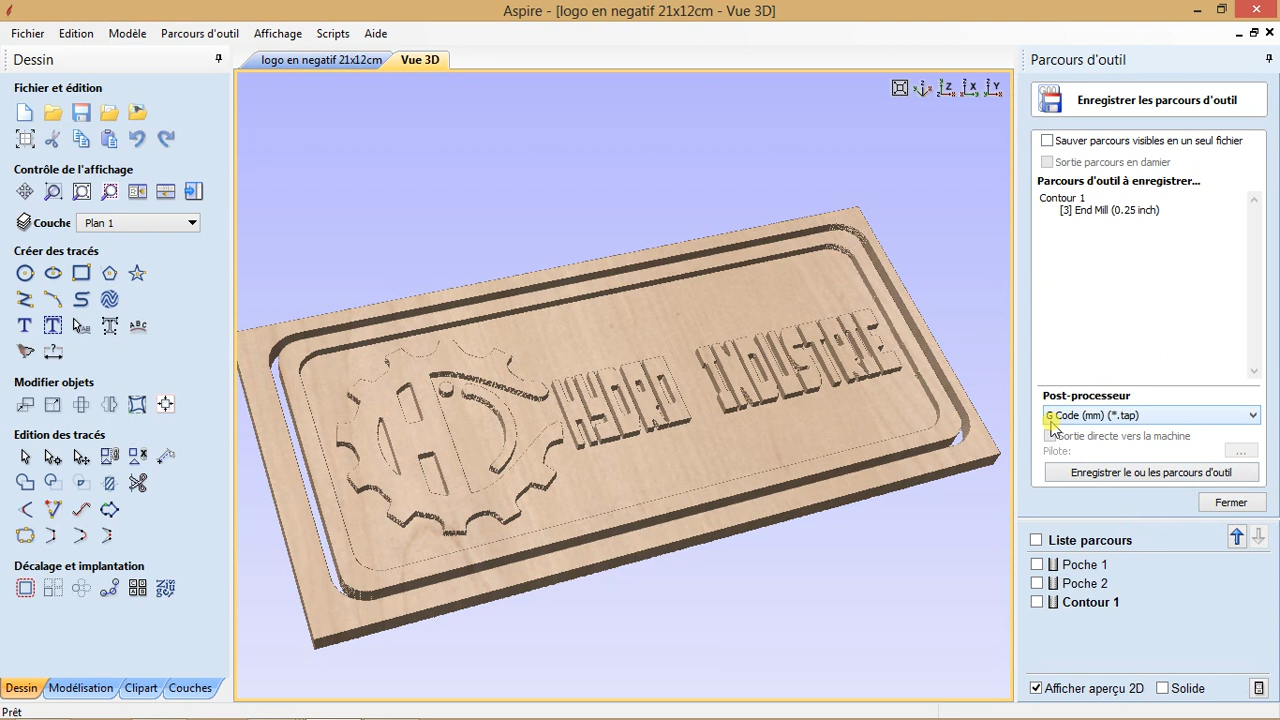 Aspire - [logo en negatif 21x12cm - Vue 3D]
Fichier Edition Modèle Parcours d'outil Affichage Scripts Aide
Dessin
logo en negatif 21x12cm Vue 3D
Parcours d'outil
Fichier et édition
Contrôle de l'affichage
Couche Plan 1
Créer des tracés
Modifier objets
Edition des tracés
Décalage et implantation
Dessin Modélisation Clipart Couches
Prêt
HYDRO INDUSTRIE
Enregistrer les parcours d'outil
Sauver parcours visibles en un seul fichier
Sortie parcours en damier
Parcours d'outil à enregistrer...
Contour 1
[3] End Mill (0.25 inch)
Post-processeur
G Code (mm) (*.tap)
Sortie directe vers la machine
Pilote: ...
Enregistrer le ou les parcours d'outil
Fermer
Liste parcours
Poche 1
Poche 2
Contour 1
Afficher aperçu 2D Solide